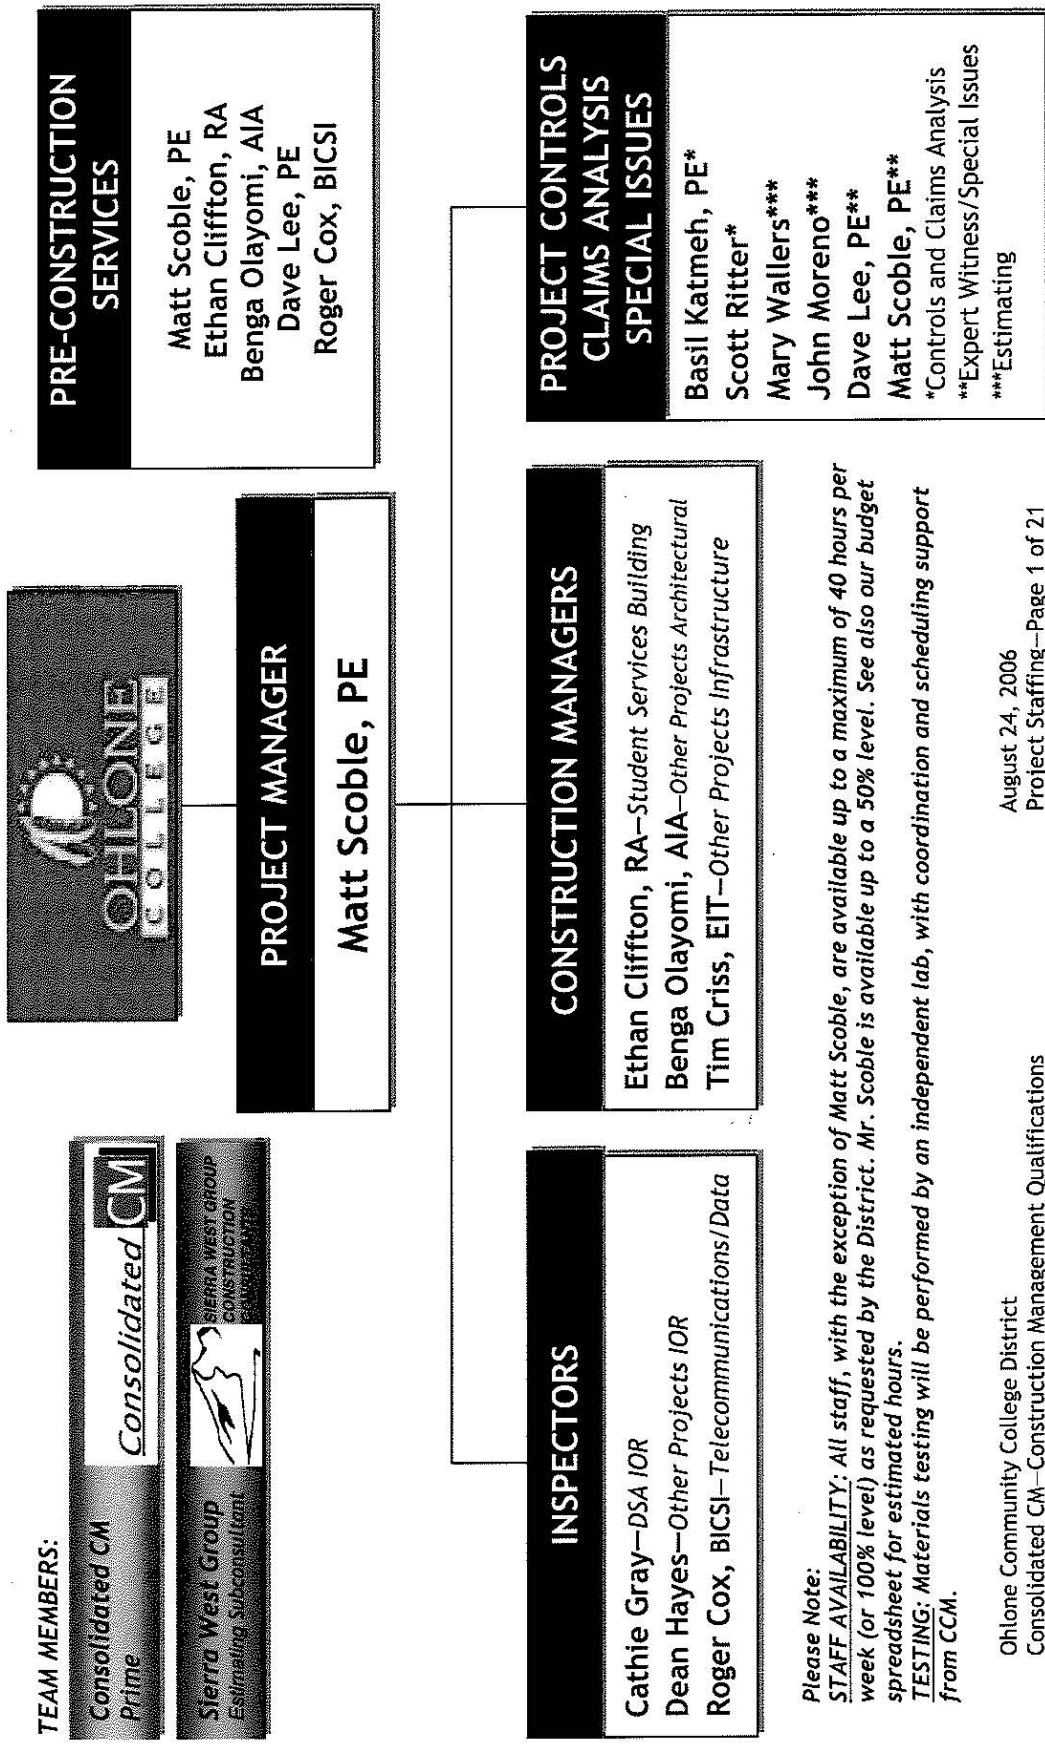 TEAM MEMBERS:
Consolidated CM
Prime
Consolidated CM
Sierra West Group
Estimating Subconsultant
SIERRA WEST GROUP
CONSTRUCTION
OHLONE
COLLEGE
PROJECT MANAGER
Matt Scoble, PE
PRE-CONSTRUCTION
SERVICES
Matt Scoble, PE
Ethan Cliffton, RA
Benga Olayomi, AIA
Dave Lee, PE
Roger Cox, BICSI
INSPECTORS
Cathie Gray—DSA IOR
Dean Hayes—Other Projects IOR
Roger Cox, BICSI—Telecommunications/Data
CONSTRUCTION MANAGERS
Ethan Cliffton, RA—Student Services Building
Benga Olayomi, AIA—Other Projects Architectural
Tim Criss, EIT—Other Projects Infrastructure
PROJECT CONTROLS
CLAIMS ANALYSIS
SPECIAL ISSUES
Basil Katmeh, PE*
Scott Ritter*
Mary Wallers***
John Moreno***
Dave Lee, PE**
Matt Scoble, PE**
*Controls and Claims Analysis
**Expert Witness/Special Issues
***Estimating
Please Note:
STAFF AVAILABILITY: All staff, with the exception of Matt Scoble, are available up to a maximum of 40 hours per
week (or 100% level) as requested by the District. Mr. Scoble is available up to a 50% level. See also our budget
spreadsheet for estimated hours.
TESTING: Materials testing will be performed by an independent lab, with coordination and scheduling support
from CCM.
Ohlone Community College District
Consolidated CM—Construction Management Qualifications
August 24, 2006
Project Staffing—Page 1 of 21